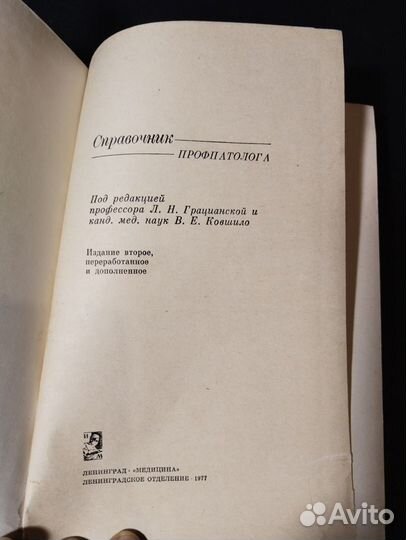 Справочник
ПРОФПАТОЛОГА
Под редакцией
профессора Л. Н. Грацианской и
канд. мед. наук В. Е. Ковшило
Издание второе,
переработанное
и дополненное
И
М
ЛЕНИНГРАД · «МЕДИЦИНА»
ЛЕНИНГРАДСКОЕ ОТДЕЛЕНИЕ · 1977
Avito